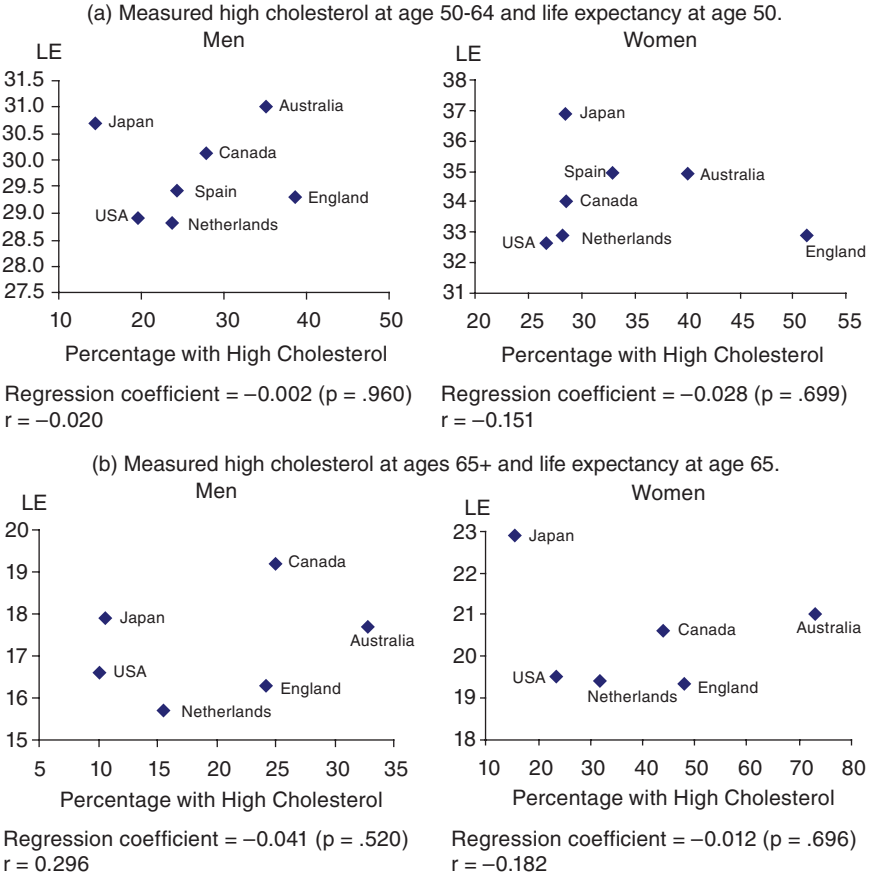 (a) Measured high cholesterol at age 50-64 and life expectancy at age 50.
Men
LE
31.5
31.0
30.5
30.0
29.5
29.0
28.5
28.0
27.5
Japan
Australia
Canada
Spain
England
USA
Netherlands
10 20 30 40 50
Percentage with High Cholesterol
Regression coefficient = −0.002 (p = .960)
r = −0.020
Women
LE
38
37
36
35
34
33
32
31
Japan
Spain
Australia
Canada
USA
Netherlands
England
20 25 30 35 40 45 50 55
Percentage with High Cholesterol
Regression coefficient = −0.028 (p = .699)
r = −0.151
(b) Measured high cholesterol at ages 65+ and life expectancy at age 65.
Men
LE
20
19
18
17
16
15
Canada
Japan
Australia
USA
England
Netherlands
5 10 15 20 25 30 35
Percentage with High Cholesterol
Regression coefficient = −0.041 (p = .520)
r = 0.296
Women
LE
23
22
21
20
19
18
Japan
Canada
Australia
USA
Netherlands
England
10 20 30 40 50 60 70 80
Percentage with High Cholesterol
Regression coefficient = −0.012 (p = .696)
r = −0.182